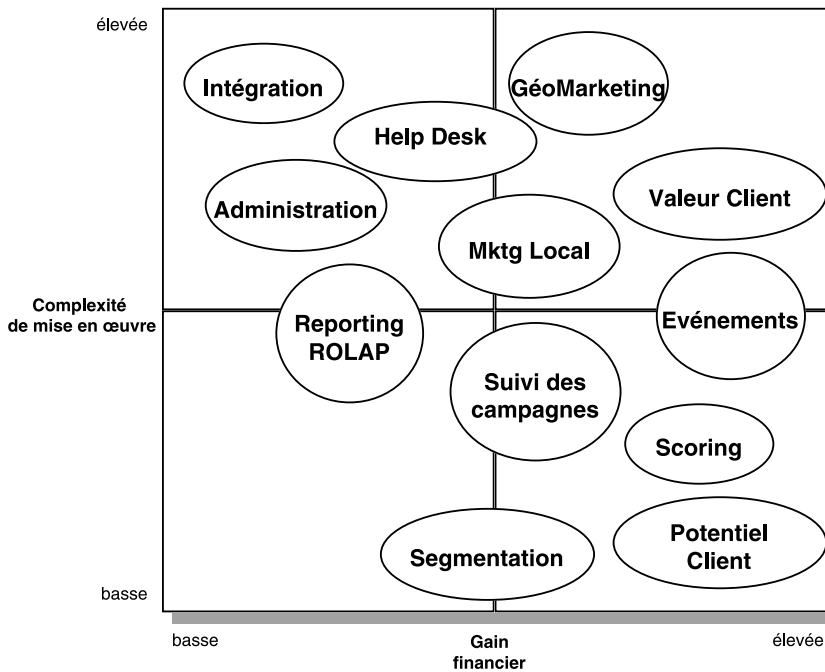 élevée
Intégration
GéoMarketing
Help Desk
Valeur Client
Administration
Mktg Local
Complexité
de mise en œuvre
Reporting
ROLAP
Evénements
Suivi des
campagnes
Scoring
Potentiel
Client
Segmentation
basse
basse
Gain
financier
élevée